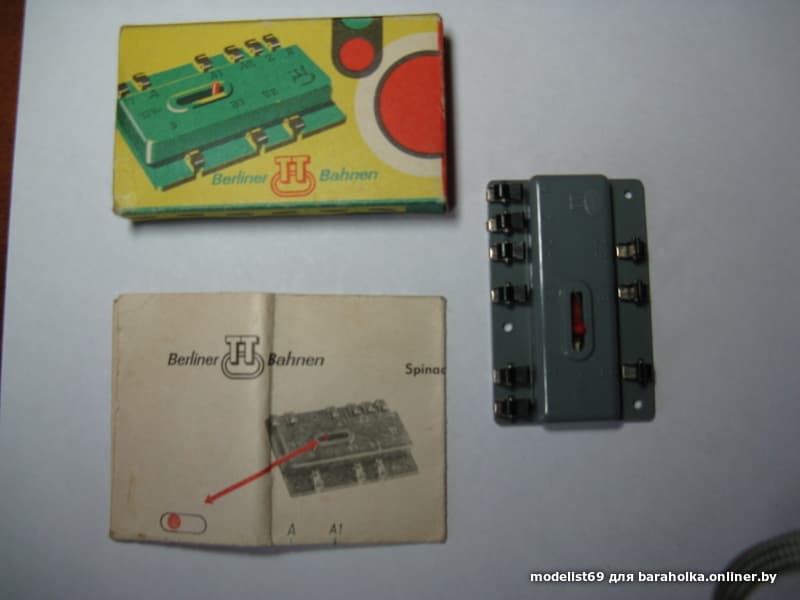 Berliner TT Bahnen
Berliner TT Bahnen
Spinac
A A1
modelist69 для baraholka.onliner.by